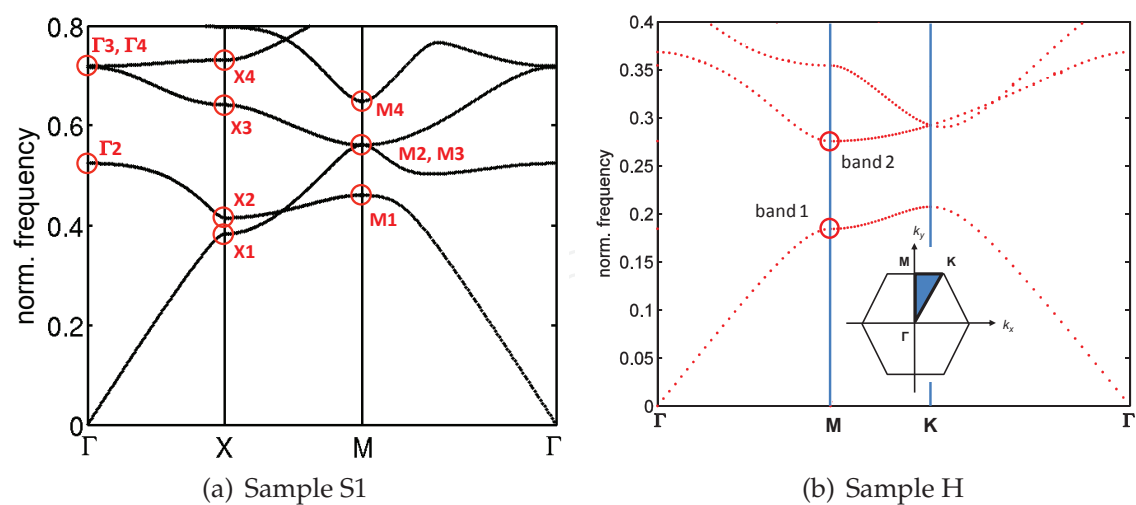 0.8
0.6
0.4
0.2
0
norm. frequency
Γ3, Γ4
Γ2
X4
X3
X2
X1
M4
M2, M3
M1
Γ
X
M
Γ
(a) Sample S1
0.4
0.35
0.3
0.25
0.2
0.15
0.1
0.05
0
norm. frequency
band 2
band 1
k_y
M
K
Γ
k_x
Γ
M
K
Γ
(b) Sample H